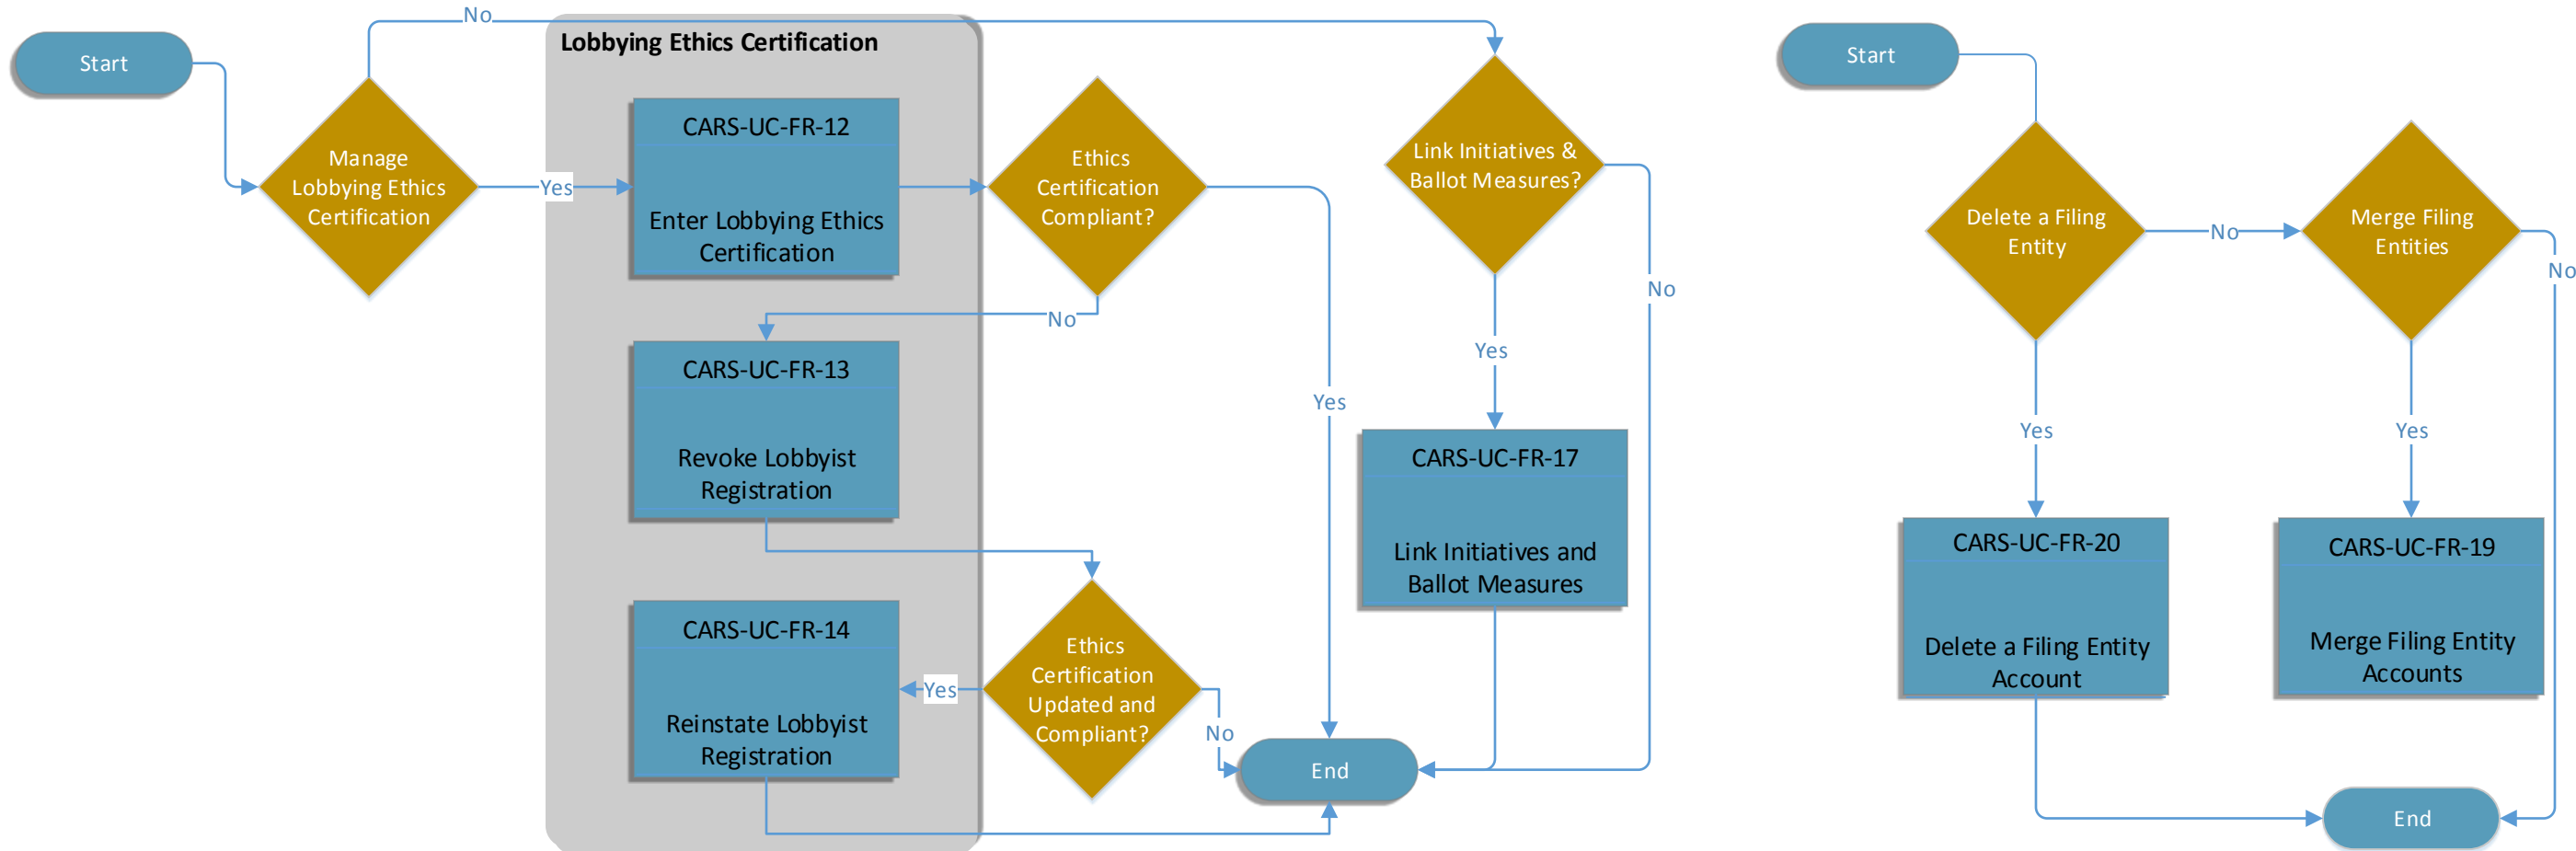 Start
No
Manage
Lobbying Ethics
Certification
Yes
Lobbying Ethics Certification
CARS-UC-FR-12
Enter Lobbying Ethics
Certification
Ethics
Certification
Compliant?
No
Yes
CARS-UC-FR-13
Revoke Lobbyist
Registration
CARS-UC-FR-14
Reinstate Lobbyist
Registration
Ethics
Certification
Updated and
Compliant?
Yes
No
Link Initiatives &
Ballot Measures?
No
Yes
CARS-UC-FR-17
Link Initiatives and
Ballot Measures
End
Start
Delete a Filing
Entity
No
Merge Filing
Entities
No
Yes
Yes
CARS-UC-FR-20
Delete a Filing Entity
Account
CARS-UC-FR-19
Merge Filing Entity
Accounts
End